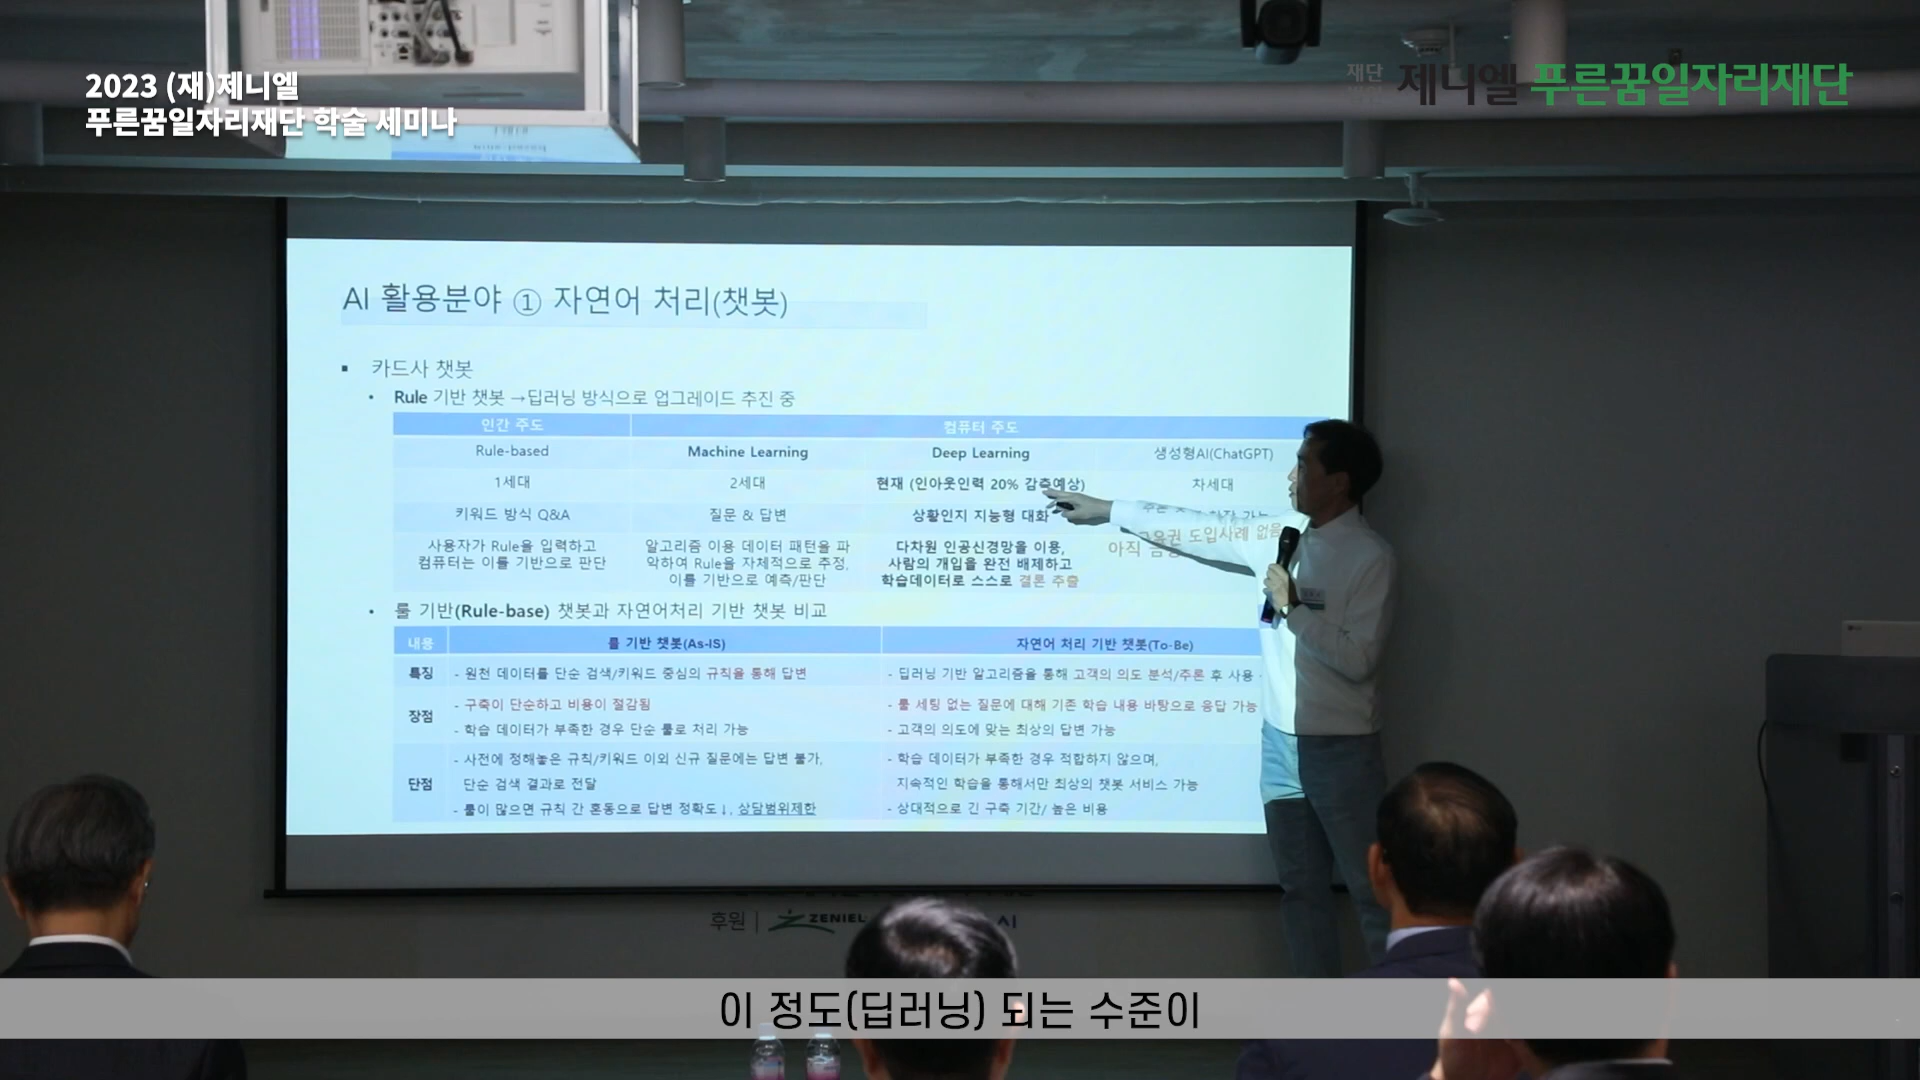 2023 (재)제니엘
푸른꿈일자리재단 학술 세미나
재단
제니엘 푸른꿈일자리재단
AI 활용분야 ① 자연어 처리(챗봇)
▪ 카드사 챗봇
• Rule 기반 챗봇 →딥러닝 방식으로 업그레이드 추진 중
인간 주도 컴퓨터 주도
Rule-based Machine Learning Deep Learning 생성형AI(ChatGPT)
1세대 2세대 현재 (인아웃인력 20% 감축예상) 차세대
키워드 방식 Q&A 질문 & 답변 상황인지 지능형 대화
사용자가 Rule을 입력하고 알고리즘 이용 데이터 패턴을 파 다차원 인공신경망을 이용, 아직 도입사례 없음
컴퓨터는 이를 기반으로 판단 악하여 Rule을 자체적으로 추정, 사람의 개입을 완전 배제하고
이를 기반으로 예측/판단 학습데이터로 스스로 결론 추출
• 룰 기반(Rule-base) 챗봇과 자연어처리 기반 챗봇 비교
내용 룰 기반 챗봇(As-IS) 자연어 처리 기반 챗봇(To-Be)
특징 - 원천 데이터를 단순 검색/키워드 중심의 규칙을 통해 답변 - 딥러닝 기반 알고리즘을 통해 고객의 의도 분석/추론 후 사용
장점 - 구축이 단순하고 비용이 절감됨 - 룰 세팅 없는 질문에 대해 기존 학습 내용 바탕으로 응답 가능
- 학습 데이터가 부족한 경우 단순 룰로 처리 가능 - 고객의 의도에 맞는 최상의 답변 가능
단점 - 사전에 정해놓은 규칙/키워드 이외 신규 질문에는 답변 불가, - 학습 데이터가 부족한 경우 적합하지 않으며,
단순 검색 결과로 전달 지속적인 학습을 통해서만 최상의 챗봇 서비스 가능
- 룰이 많으면 규칙 간 혼동으로 답변 정확도↓, 상담범위제한 - 상대적으로 긴 구축 기간/ 높은 비용
후원 | ZENIEL 시
이 정도(딥러닝) 되는 수준이